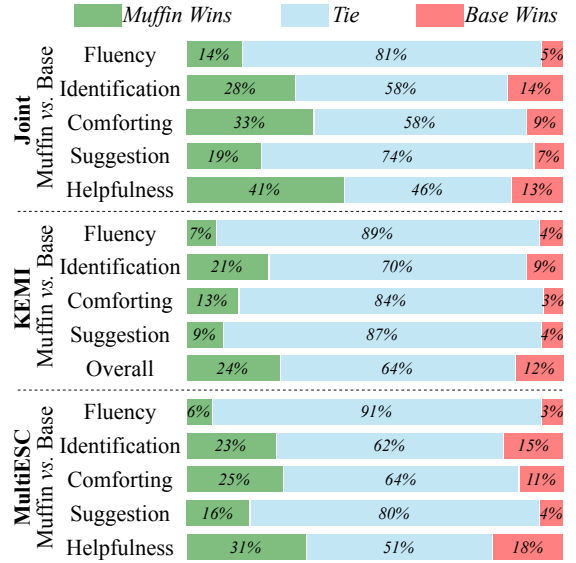 Muffin Wins Tie Base Wins
Joint
Muffin vs. Base
Fluency 14% 81% 5%
Identification 28% 58% 14%
Comforting 33% 58% 9%
Suggestion 19% 74% 7%
Helpfulness 41% 46% 13%
KEMI
Muffin vs. Base
Fluency 7% 89% 4%
Identification 21% 70% 9%
Comforting 13% 84% 3%
Suggestion 9% 87% 4%
Overall 24% 64% 12%
MultiESC
Muffin vs. Base
Fluency 6% 91% 3%
Identification 23% 62% 15%
Comforting 25% 64% 11%
Suggestion 16% 80% 4%
Helpfulness 31% 51% 18%